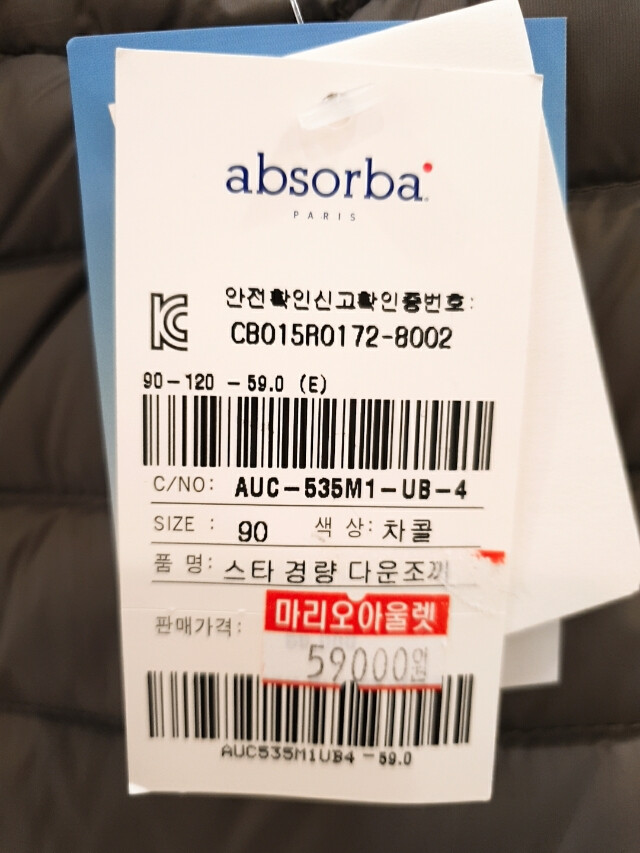 absorba
PARIS
안전확인신고확인증번호:
CB015R0172-8002
90-120 -59.0 (E)
C/NO: AUC-535M1-UB-4
SIZE : 90 색 상: 차콜
품 명: 스타 경량 다운조끼
판매가격:
마리오아울렛
59000원
AUC535M1UB4 -59.0